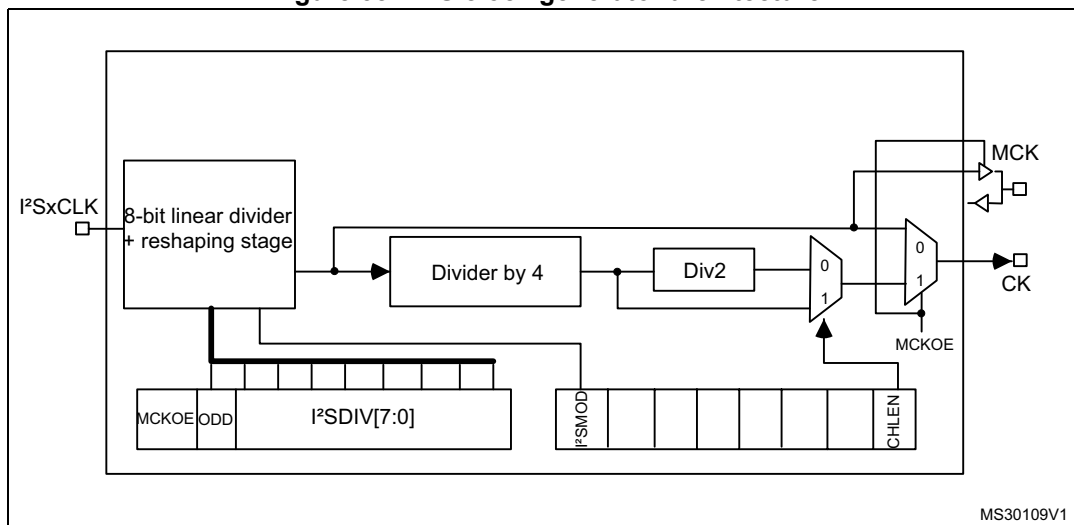 MCK
I²SxCLK
8-bit linear divider
+ reshaping stage
0
Divider by 4
Div2
0
1
1
CK
MCKOE
MCKOE
ODD
I²SDIV[7:0]
I²SMOD
CHLEN
MS30109V1